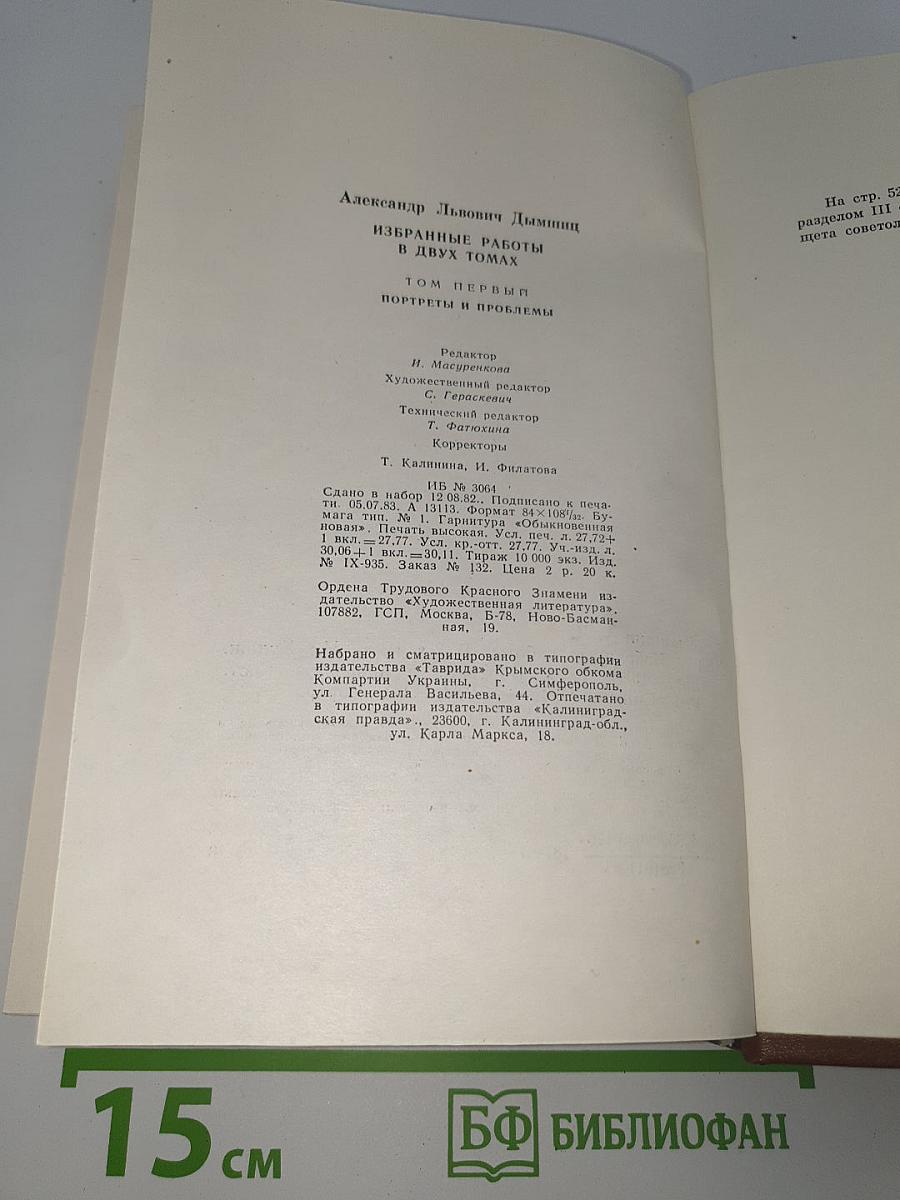 Александр Львович Дымшиц
ИЗБРАННЫЕ РАБОТЫ
В ДВУХ ТОМАХ
ТОМ ПЕРВЫЙ
ПОРТРЕТЫ И ПРОБЛЕМЫ
Редактор
И. Масуренкова
Художественный редактор
С. Гераскевич
Технический редактор
Т. Фатюхина
Корректоры
Т. Калинина, И. Филатова
ИБ № 3064
Сдано в набор 12 08.82.. Подписано к печа-
ти. 05.07.83. А 13113. Формат 84×108¹/₃₂. Бу-
мага тип. № 1. Гарнитура «Обыкновенная
новая». Печать высокая. Усл. печ. л. 27,72+
1 вкл.=27,77. Усл. кр.-отт. 27,77. Уч.-изд. л.
30,06+1 вкл.=30,11. Тираж 10 000 экз. Изд.
№ IX-935. Заказ № 132. Цена 2 р. 20 к.
Ордена Трудового Красного Знамени из-
дательство «Художественная литература».
107882, ГСП, Москва, Б-78, Ново-Басман-
ная, 19.
Набрано и сматрицировано в типографии
издательства «Таврида» Крымского обкома
Компартии Украины, г. Симферополь,
ул. Генерала Васильева, 44. Отпечатано
в типографии издательства «Калининград-
ская правда»., 23600, г. Калининград-обл.,
ул. Карла Маркса, 18.
На стр. 52
разделом III
щета советол
15 см
БФ БИБЛИОФАН